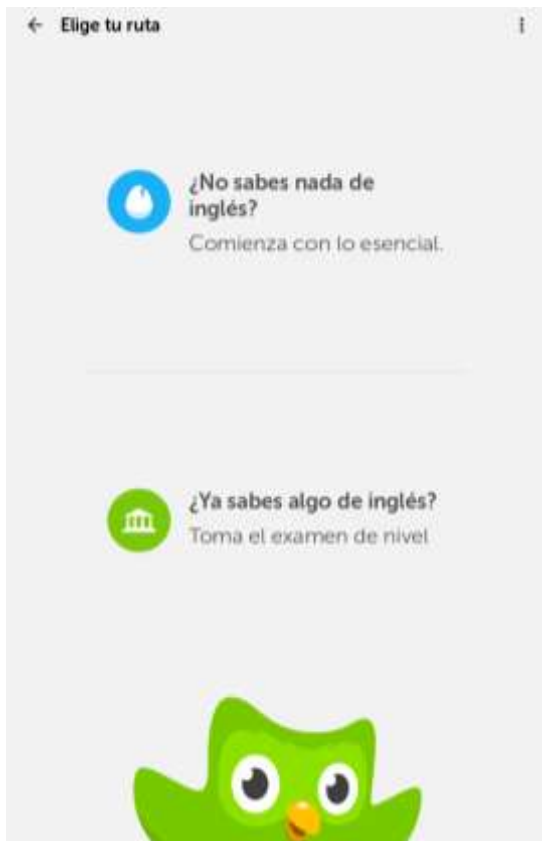 Elige tu ruta
¿No sabes nada de
inglés?
Comienza con lo esencial.
¿Ya sabes algo de inglés?
Toma el examen de nivel